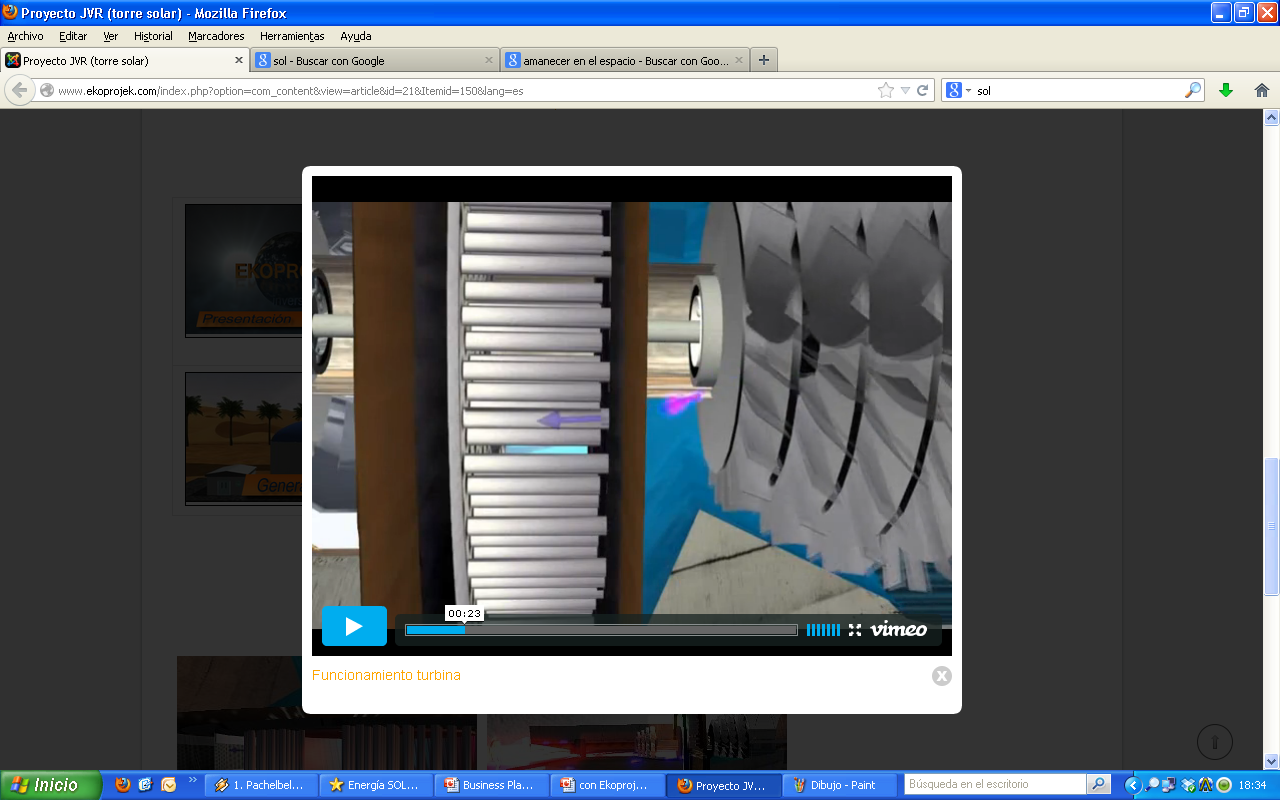 Proyecto JVR (torre solar) - Mozilla Firefox
Archivo Editar Ver Historial Marcadores Herramientas Ayuda
Proyecto JVR (torre solar) sol - Buscar con Google amanecer en el espacio - Buscar con Goo...
www.ekoprojek.com/index.php?option=com_content&view=article&id=21&Itemid=150&lang=es sol
EKOPRO
Presentación
Gener
00:23
vimeo
Funcionamiento turbina
Inicio 1. Pachelbel... Energía SOL... Business Pla... con Ekoproj... Proyecto JV... Dibujo - Paint Búsqueda en el escritorio 18:34